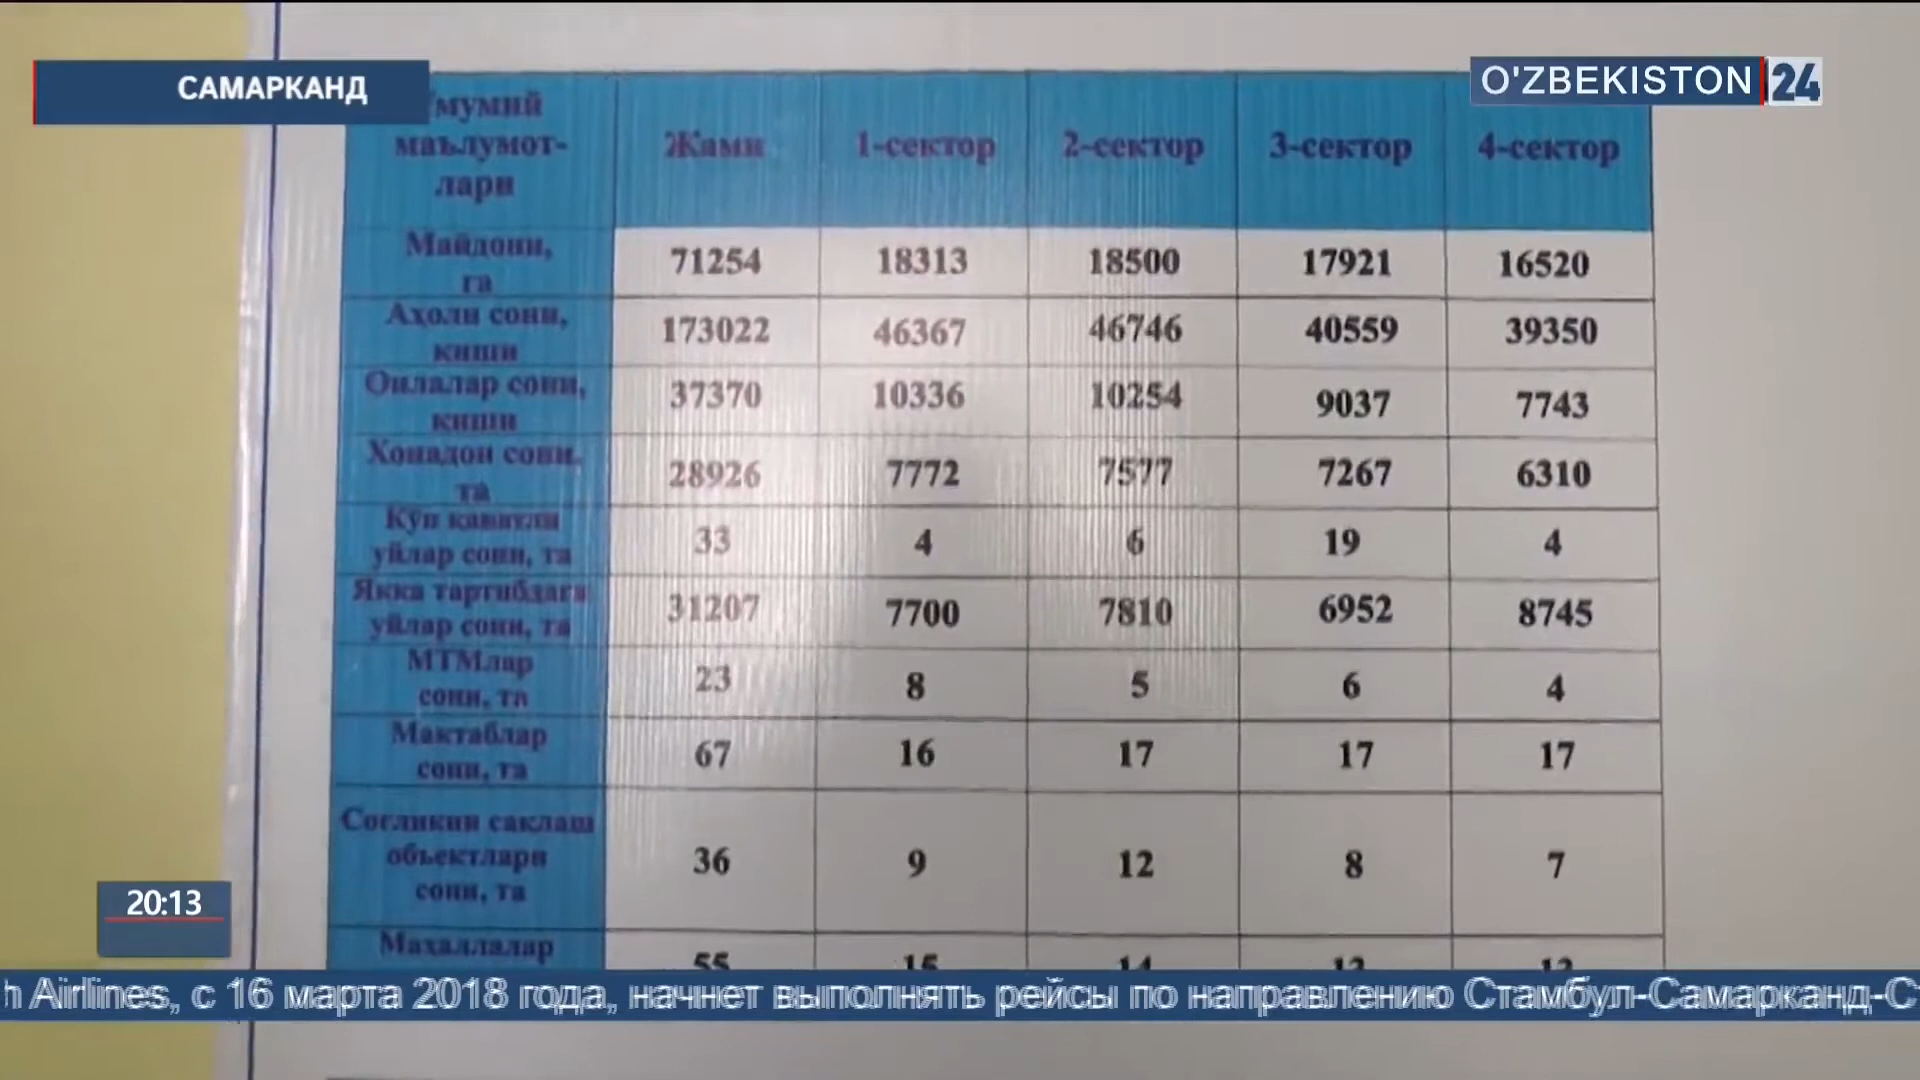 САМАРКАНД
O'ZBEKISTON 24
Умумий
маълумот-
лари
Жами 1-сектор 2-сектор 3-сектор 4-сектор
Майдони,
га
71254 18313 18500 17921 16520
Аҳоли сони,
киши
173022 46367 46746 40559 39350
Оилалар сони,
киши
37370 10336 10254 9037 7743
Хонадон сони,
та
28926 7772 7577 7267 6310
Кўп қаватли
уйлар сони, та
33 4 6 19 4
Якка тартибдаги
уйлар сони, та
31207 7700 7810 6952 8745
МТМлар
сони, та
23 8 5 6 4
Мактаблар
сони, та
67 16 17 17 17
Соғлиқни сақлаш
объектлари
сони, та
36 9 12 8 7
Маҳаллалар
55 15 14
20:13
h Airlines, с 16 марта 2018 года, начнет выполнять рейсы по направлению Стамбул-Самарканд-Ст